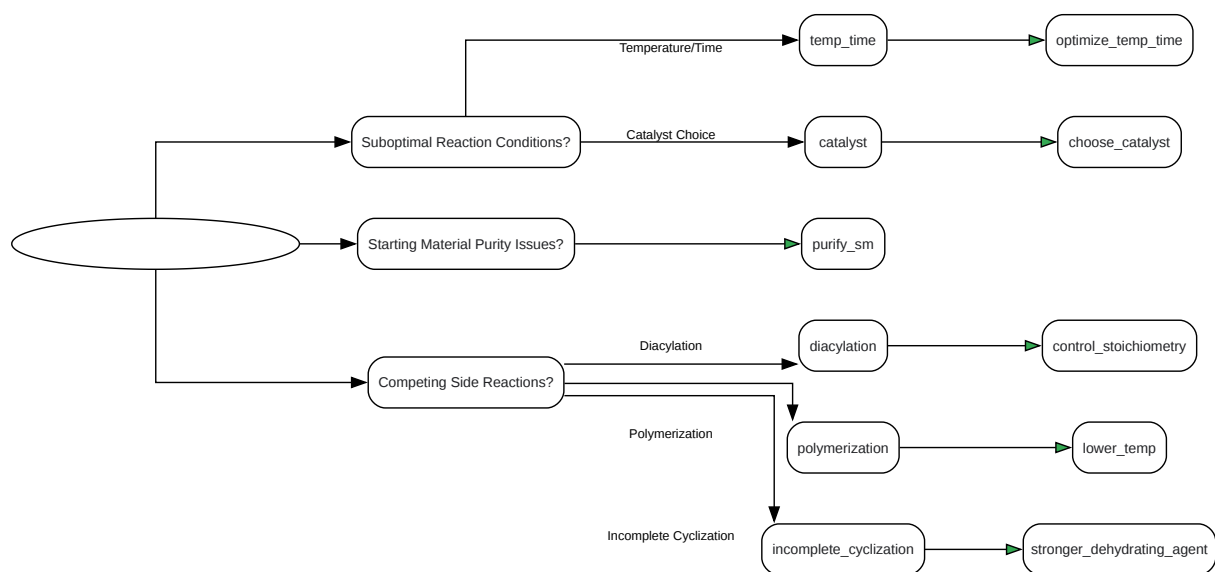 Temperature/Time
temp_time
optimize_temp_time
Suboptimal Reaction Conditions?
Catalyst Choice
catalyst
choose_catalyst
Starting Material Purity Issues?
purify_sm
Competing Side Reactions?
Diacylation
diacylation
control_stoichiometry
Polymerization
polymerization
lower_temp
Incomplete Cyclization
incomplete_cyclization
stronger_dehydrating_agent